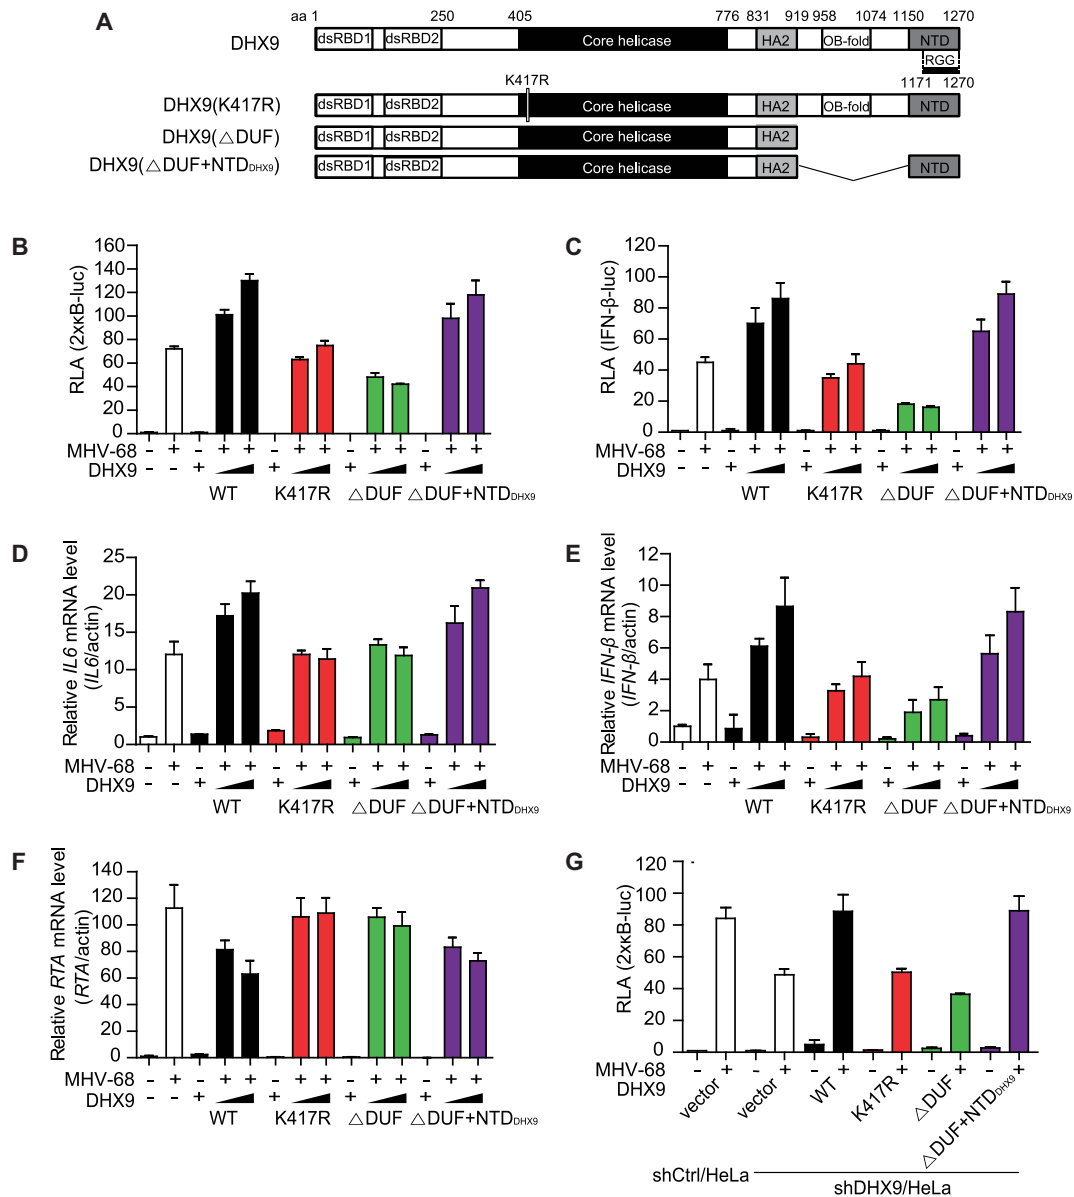 A
aa 1 250 405 776 831 919 958 1074 1150 1270
DHX9 dsRBD1 dsRBD2 Core helicase HA2 OB-fold NTD
RGG
K417R 1171 1270
DHX9(K417R) dsRBD1 dsRBD2 Core helicase HA2 OB-fold NTD
DHX9(△DUF) dsRBD1 dsRBD2 Core helicase HA2
DHX9(△DUF+NTDDHX9) dsRBD1 dsRBD2 Core helicase HA2 NTD
B
RLA (2xκB-luc)
160
140
120
100
80
60
40
20
0
MHV-68 - + - + + + + + + + +
DHX9 - - + + + +
WT K417R △DUF △DUF+NTDDHX9
C
RLA (IFN-β-luc)
120
100
80
60
40
20
0
MHV-68 - + - + + - + + - + + - + +
DHX9 - - + + + +
WT K417R △DUF △DUF+NTDDHX9
D
Relative IL6 mRNA level
(IL6/actin)
25
20
15
10
5
0
MHV-68 - + - + + - + + - + + - + +
DHX9 - - + + + +
WT K417R △DUF △DUF+NTDDHX9
E
Relative IFN-β mRNA level
(IFN-β/actin)
12
10
8
6
4
2
0
MHV-68 - + - + + - + + - + + - + +
DHX9 - - + + + +
WT K417R △DUF △DUF+NTDDHX9
F
Relative RTA mRNA level
(RTA/actin)
140
120
100
80
60
40
20
0
MHV-68 - + - + + - + + - + + - + +
DHX9 - - + + + +
WT K417R △DUF △DUF+NTDDHX9
G
RLA (2xκB-luc)
120
100
80
60
40
20
0
MHV-68 - + - + - + - + - + - +
DHX9 vector vector WT K417R △DUF △DUF+NTDDHX9
shCtrl/HeLa shDHX9/HeLa